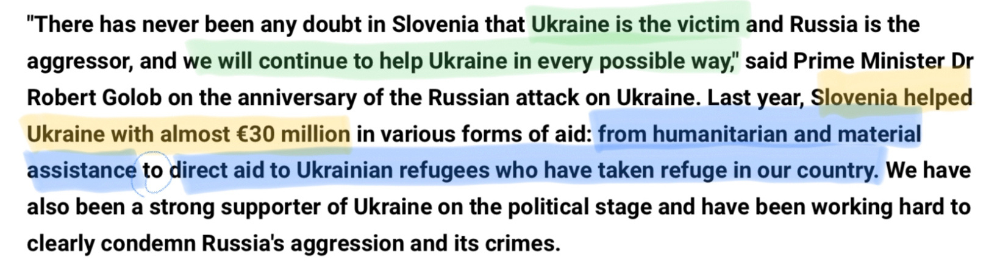 "There has never been any doubt in Slovenia that Ukraine is the victim and Russia is the
aggressor, and we will continue to help Ukraine in every possible way," said Prime Minister Dr
Robert Golob on the anniversary of the Russian attack on Ukraine. Last year, Slovenia helped
Ukraine with almost €30 million in various forms of aid: from humanitarian and material
assistance to direct aid to Ukrainian refugees who have taken refuge in our country. We have
also been a strong supporter of Ukraine on the political stage and have been working hard to
clearly condemn Russia's aggression and its crimes.